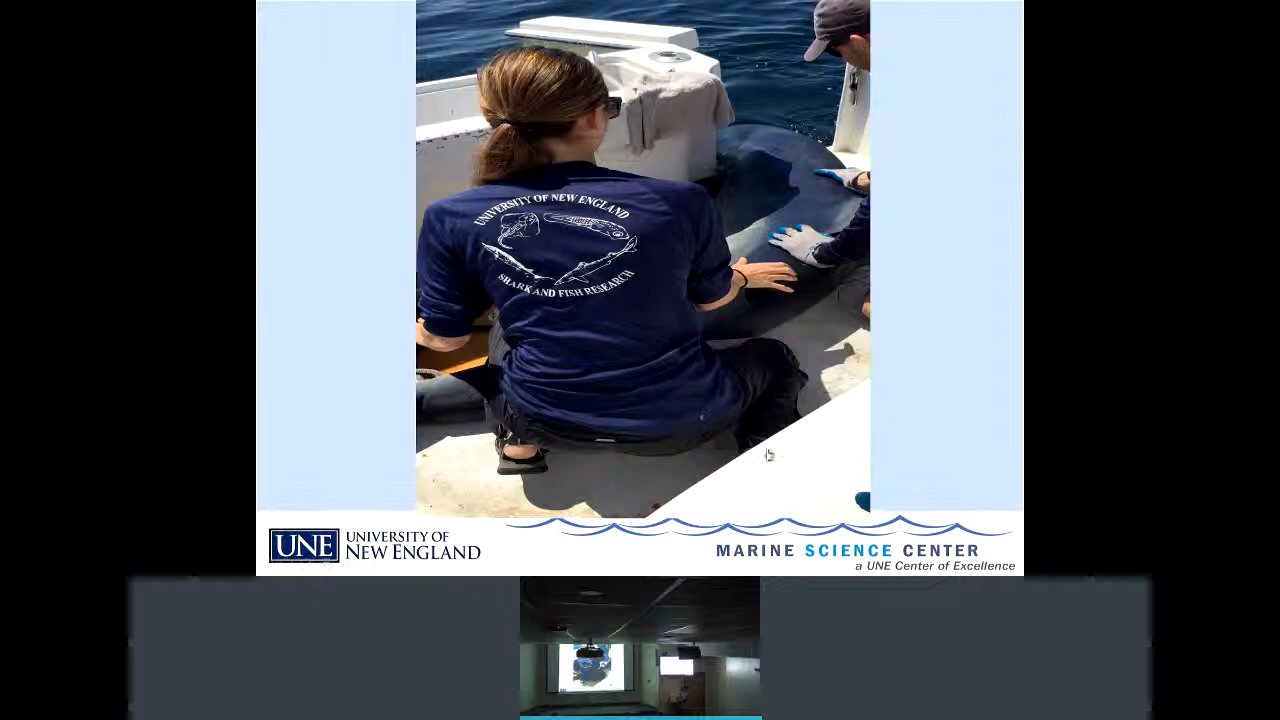 UNIVERSITY OF NEW ENGLAND
SHARK AND FISH RESEARCH
UNE
UNIVERSITY OF
NEW ENGLAND
MARINE SCIENCE CENTER
a UNE Center of Excellence